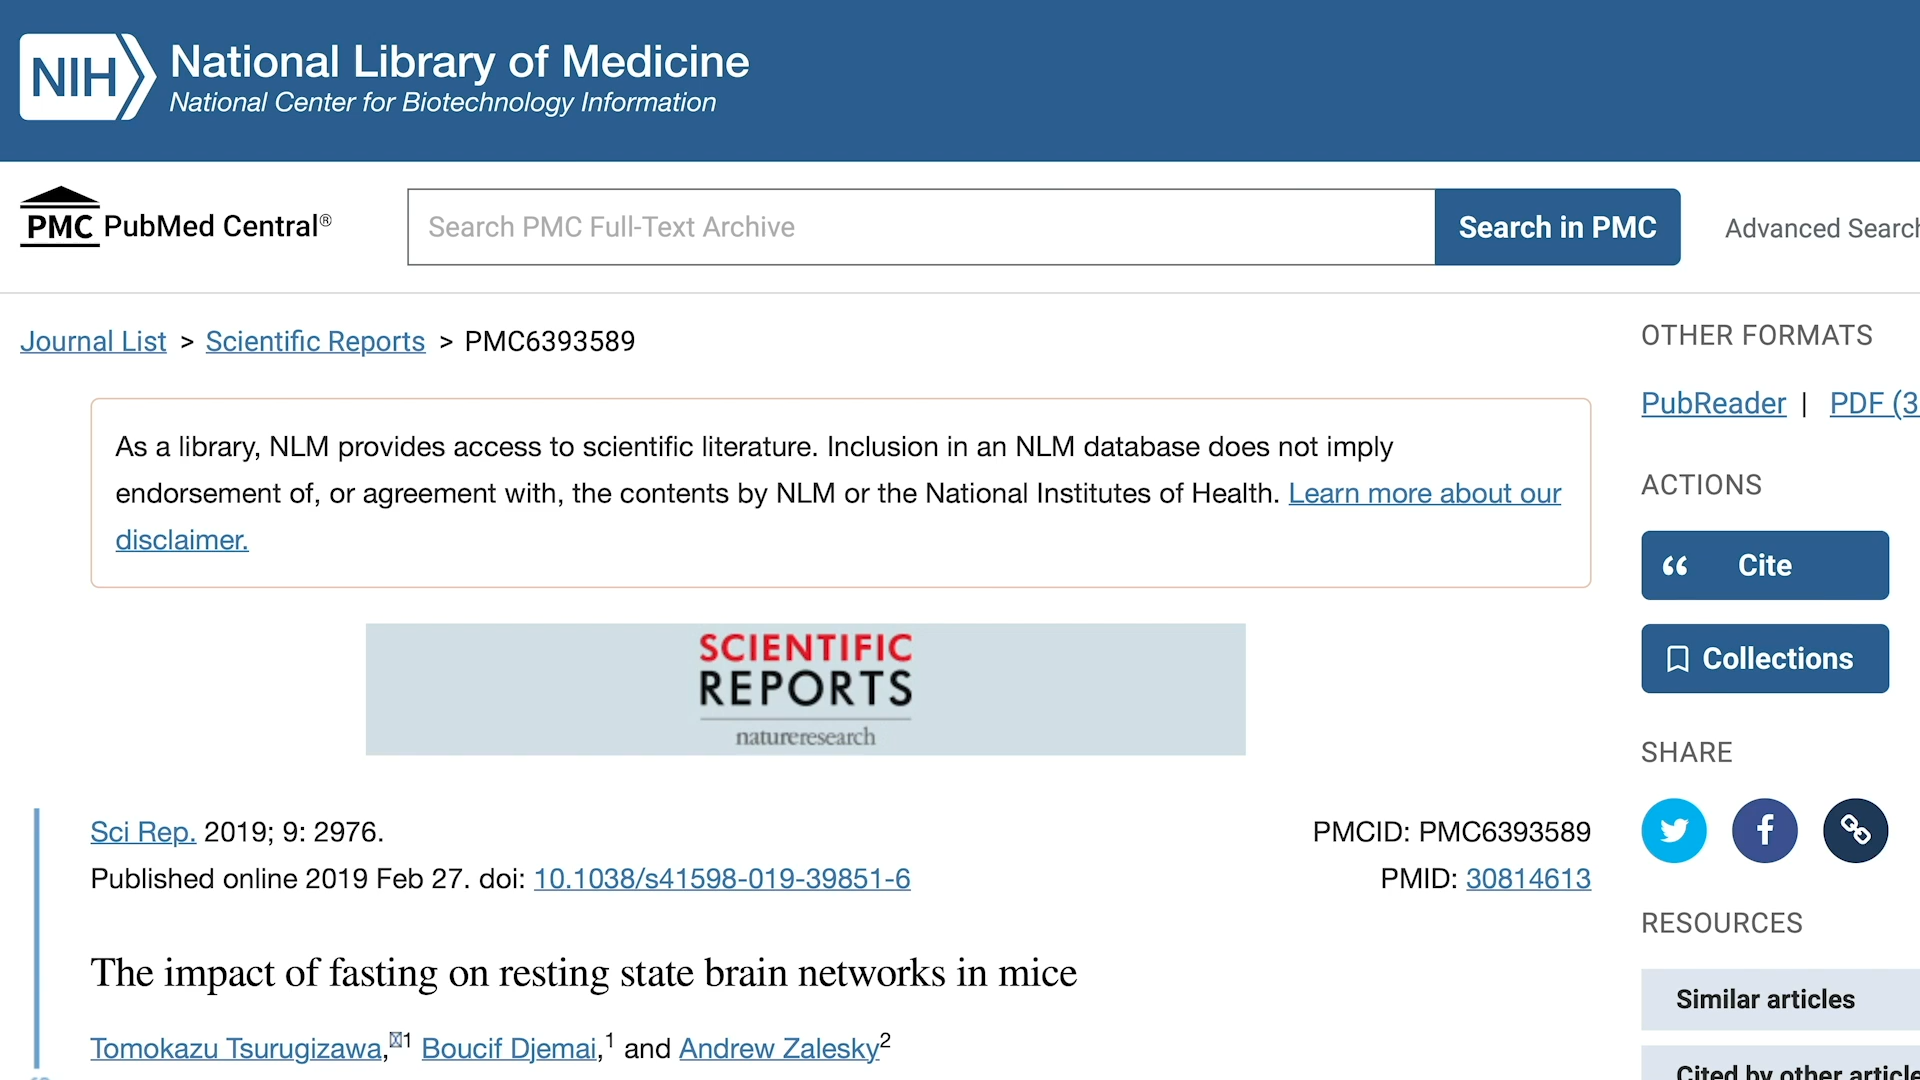 NIH National Library of Medicine
National Center for Biotechnology Information
PMC PubMed Central®
Search PMC Full-Text Archive
Search in PMC
Advanced Search
Journal List > Scientific Reports > PMC6393589
As a library, NLM provides access to scientific literature. Inclusion in an NLM database does not imply
endorsement of, or agreement with, the contents by NLM or the National Institutes of Health. Learn more about our
disclaimer.
SCIENTIFIC
REPORTS
natureresearch
Sci Rep. 2019; 9: 2976.
Published online 2019 Feb 27. doi: 10.1038/s41598-019-39851-6
PMCID: PMC6393589
PMID: 30814613
The impact of fasting on resting state brain networks in mice
Tomokazu Tsurugizawa,1 Boucif Djemai,1 and Andrew Zalesky2
OTHER FORMATS
PubReader | PDF (3
ACTIONS
Cite
Collections
SHARE
RESOURCES
Similar articles
Cited by other article